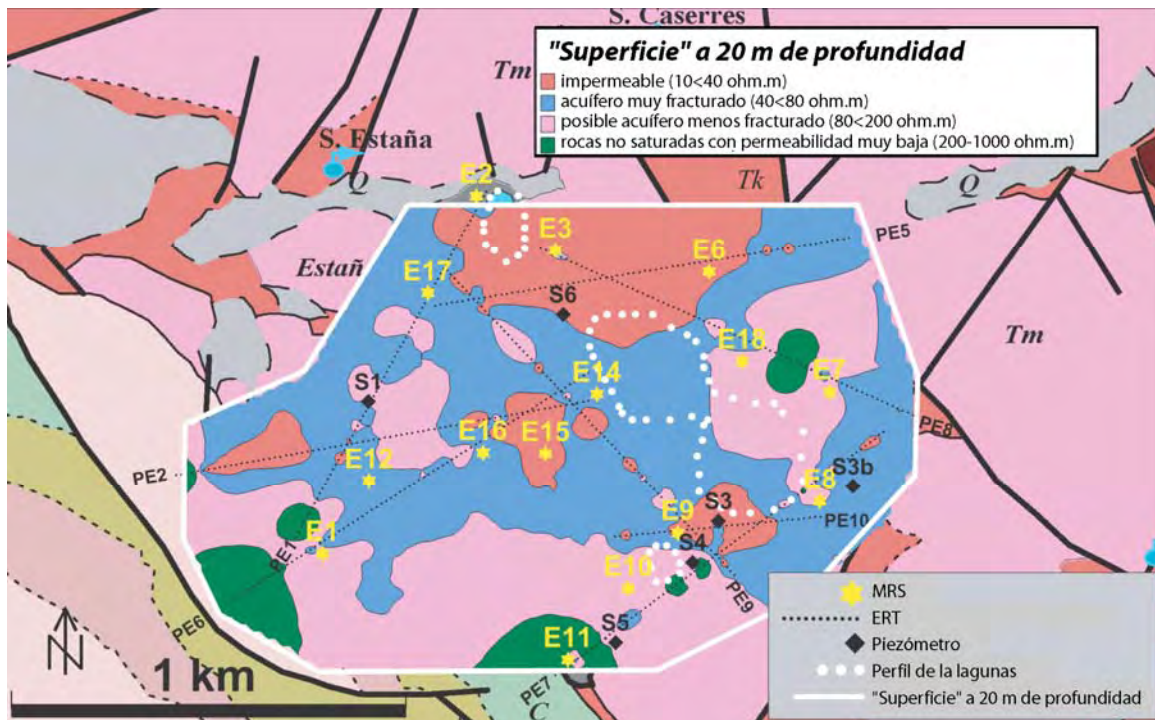 S. Caserres
"Superficie" a 20 m de profundidad
impermeable (10<40 ohm.m)
acuífero muy fracturado (40<80 ohm.m)
posible acuífero menos fracturado (80<200 ohm.m)
rocas no saturadas con permeabilidad muy baja (200-1000 ohm.m)
Tm
S. Estaña
Q
E2
Tk
Q
E3
PE5
E6
Estañ
E17
S6
Tm
E18
E7
S1
E14
PE8
E16
E15
PE2
E12
S3b
E8
S3
E9
PE10
E1
PE1
S4
E10
PE9
PE6
S5
E11
PE7
C
N
1 km
MRS
ERT
Piezómetro
Perfil de la lagunas
"Superficie" a 20 m de profundidad